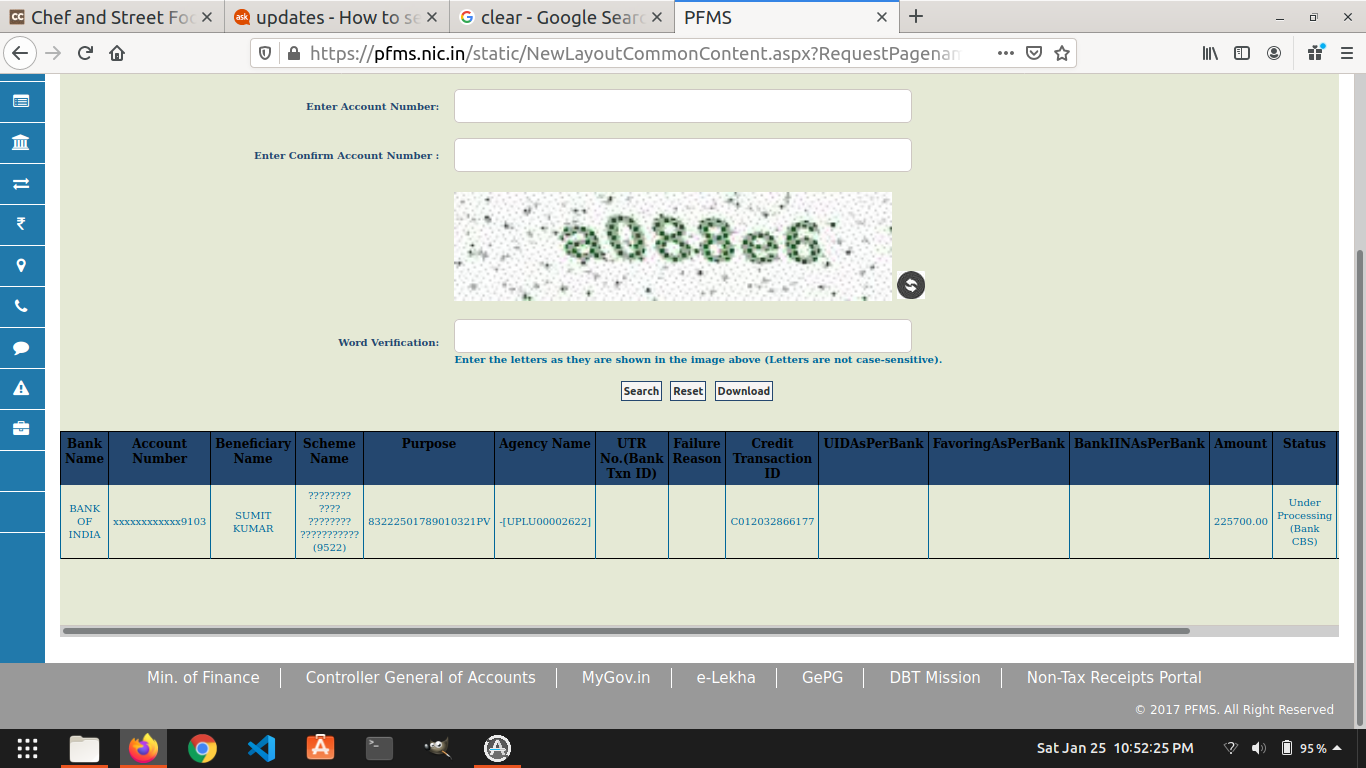 Chef and Street Foo
updates - How to se
clear - Google Searc
PFMS
https://pfms.nic.in/static/NewLayoutCommonContent.aspx?RequestPagenam
Enter Account Number:
Enter Confirm Account Number :
a088e6
Word Verification:
Enter the letters as they are shown in the image above (Letters are not case-sensitive).
Search Reset Download
Bank Name Account Number Beneficiary Name Scheme Name Purpose Agency Name UTR No.(Bank Txn ID) Failure Reason Credit Transaction ID UIDAsPerBank FavoringAsPerBank BankIINAsPerBank Amount Status
BANK OF INDIA xxxxxxxxxxxx9103 SUMIT KUMAR ???????? ???? ???????? ??????????? (9522) 83222501789010321PV -[UPLU00002622] C012032866177 225700.00 Under Processing (Bank CBS)
Min. of Finance Controller General of Accounts MyGov.in e-Lekha GePG DBT Mission Non-Tax Receipts Portal
© 2017 PFMS. All Right Reserved
Sat Jan 25 10:52:25 PM 95 %